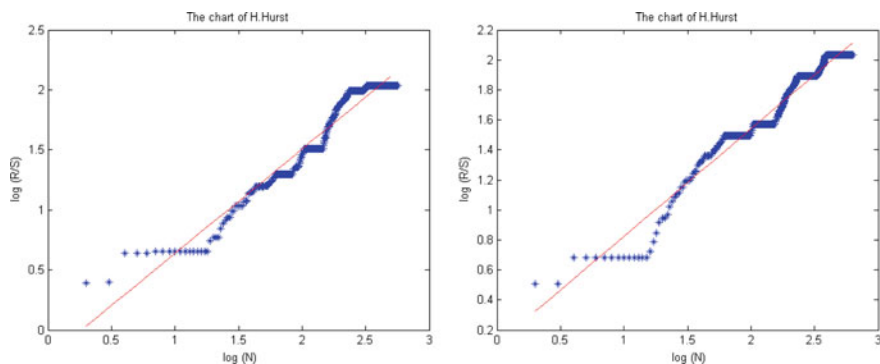 The chart of H.Hurst
2.5
2
1.5
1
0.5
0
log (R/S)
0 0.5 1 1.5 2 2.5 3
log (N)
The chart of H.Hurst
2.2
2
1.8
1.6
1.4
1.2
1
0.8
0.6
0.4
0.2
log (R/S)
0 0.5 1 1.5 2 2.5 3
log (N)